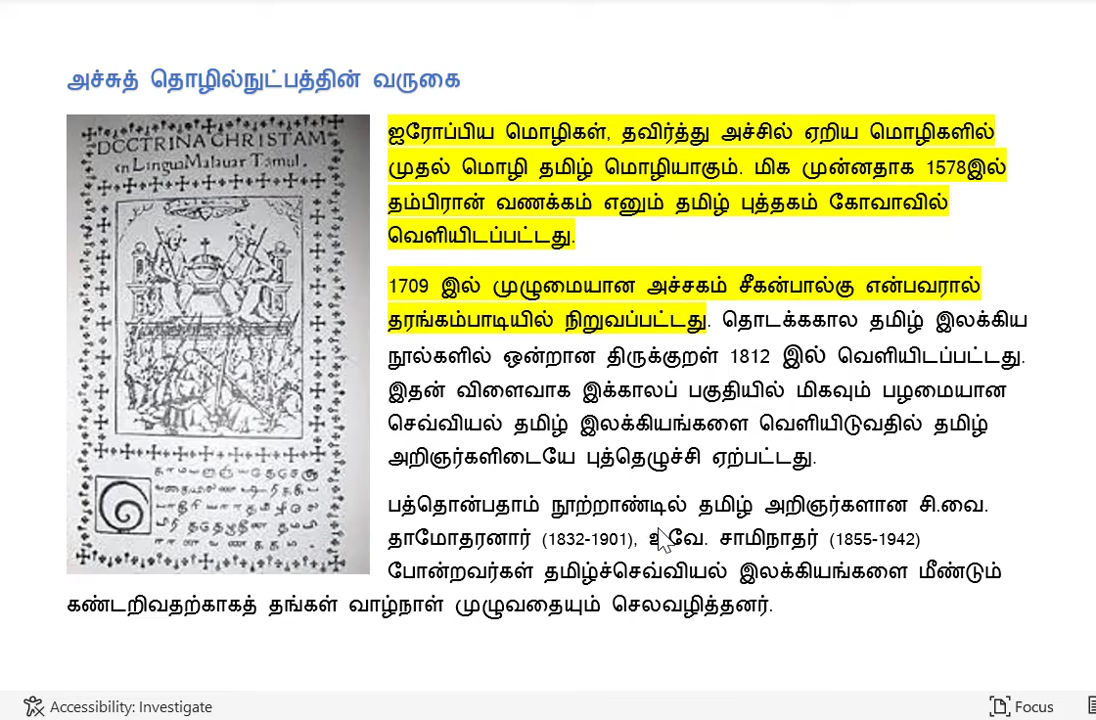 அச்சுத் தொழில்நுட்பத்தின் வருகை
DCCTRINA CHRISTAM
en Lingua Malauar Tamul.
ஐரோப்பிய மொழிகள், தவிர்த்து அச்சில் ஏறிய மொழிகளில்
முதல் மொழி தமிழ் மொழியாகும். மிக முன்னதாக 1578இல்
தம்பிரான் வணக்கம் எனும் தமிழ் புத்தகம் கோவாவில்
வெளியிடப்பட்டது.
1709 இல் முழுமையான அச்சகம் சீகன்பால்கு என்பவரால்
தரங்கம்பாடியில் நிறுவப்பட்டது. தொடக்ககால தமிழ் இலக்கிய
நூல்களில் ஒன்றான திருக்குறள் 1812 இல் வெளியிடப்பட்டது.
இதன் விளைவாக இக்காலப் பகுதியில் மிகவும் பழமையான
செவ்வியல் தமிழ் இலக்கியங்களை வெளியிடுவதில் தமிழ்
அறிஞர்களிடையே புத்தெழுச்சி ஏற்பட்டது.
பத்தொன்பதாம் நூற்றாண்டில் தமிழ் அறிஞர்களான சி.வை.
தாமோதரனார் (1832-1901), உ.வே. சாமிநாதர் (1855-1942)
போன்றவர்கள் தமிழ்ச்செவ்வியல் இலக்கியங்களை மீண்டும்
கண்டறிவதற்காகத் தங்கள் வாழ்நாள் முழுவதையும் செலவழித்தனர்.
Accessibility: Investigate
Focus